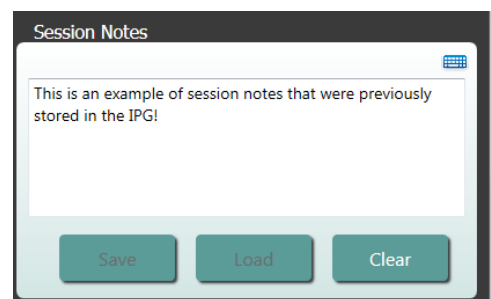 Session Notes
This is an example of session notes that were previously
stored in the IPG!
Save
Load
Clear